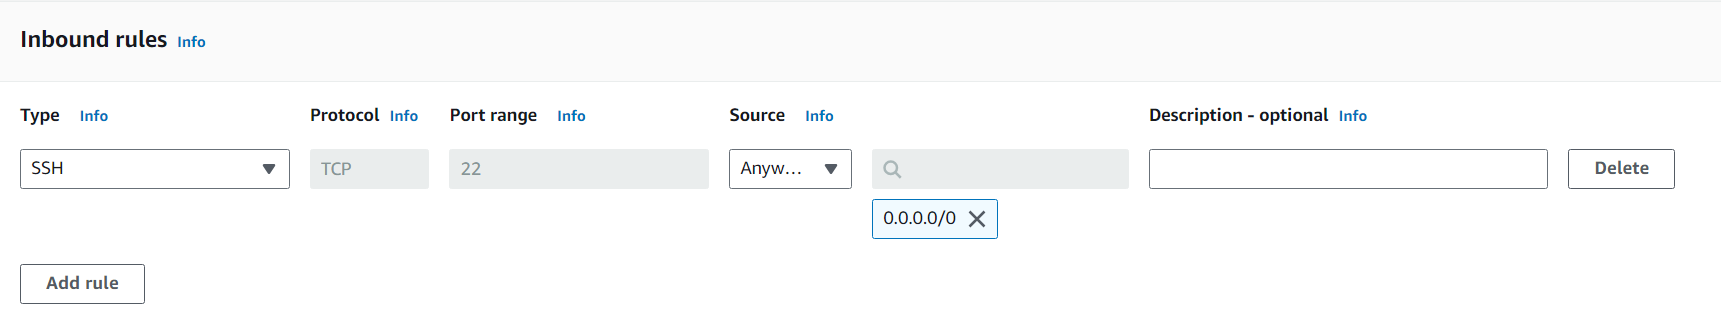 Inbound rules Info
Type Info Protocol Info Port range Info Source Info Description - optional Info
SSH TCP 22 Anyw... Delete
0.0.0.0/0
Add rule